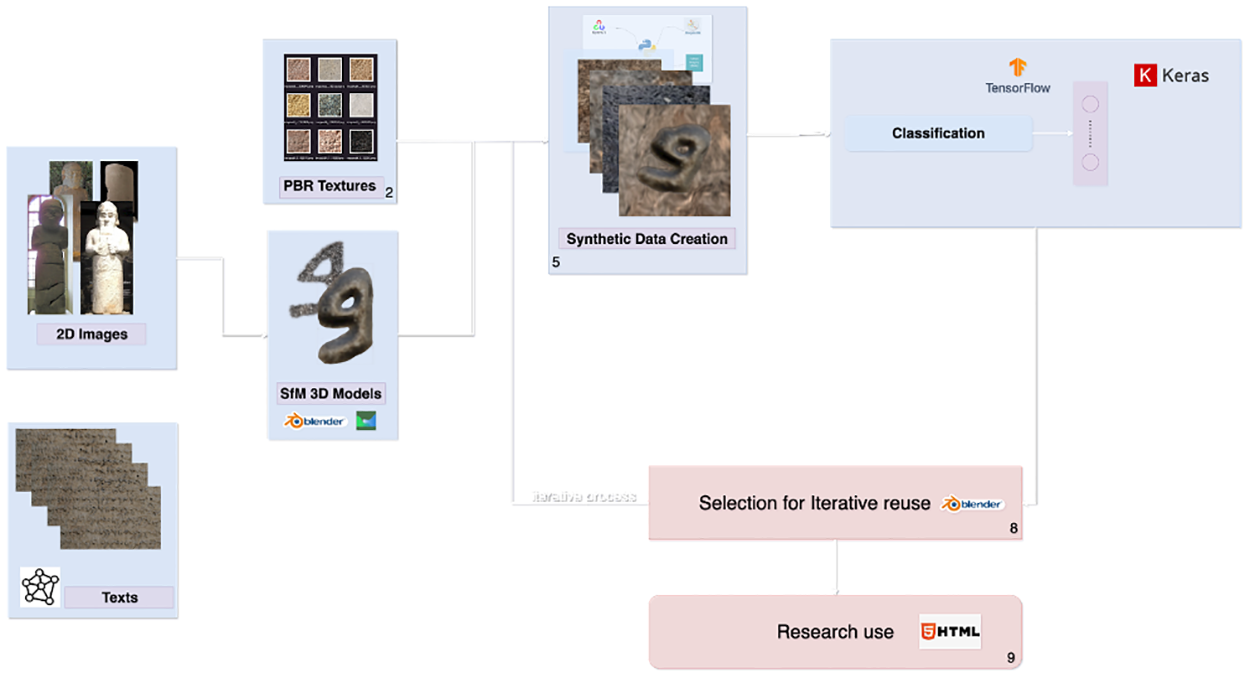 2D Images
Texts
PBR Textures
2
SfM 3D Models
blender
Synthetic Data Creation
5
TensorFlow
Keras
Classification
iterative process
Selection for Iterative reuse
blender
8
Research use
5 HTML
9